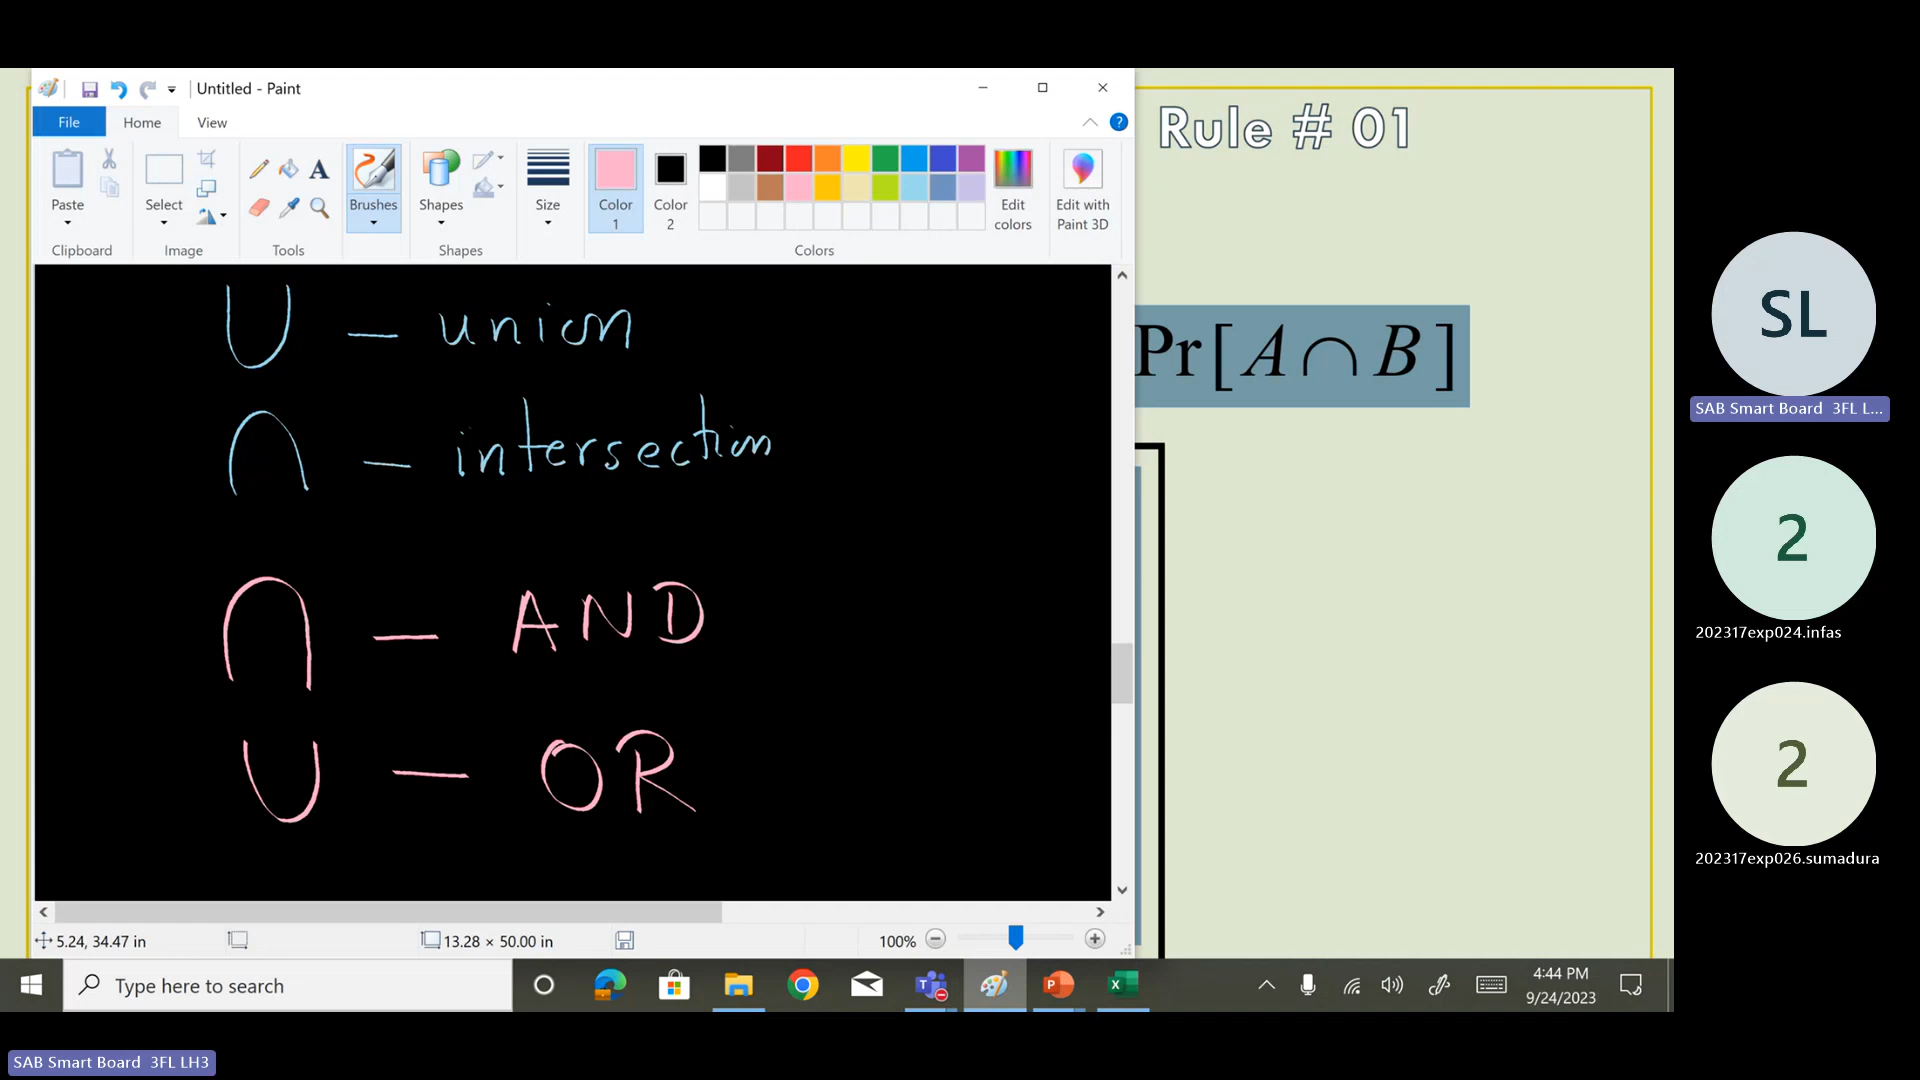 Untitled - Paint
File Home View
Rule # 01
Paste
Select
Brushes
Shapes
Size
Color 1
Color 2
Edit colors
Edit with Paint 3D
Clipboard
Image
Tools
Shapes
Colors
U – union
∩ – intersection
∩ – AND
U – OR
Pr[A∩B]
SL
SAB Smart Board 3FL L...
2
202317exp024.infas
2
202317exp026.sumadura
5.24, 34.47 in
13.28 × 50.00 in
100%
Type here to search
4:44 PM
9/24/2023
SAB Smart Board 3FL LH3